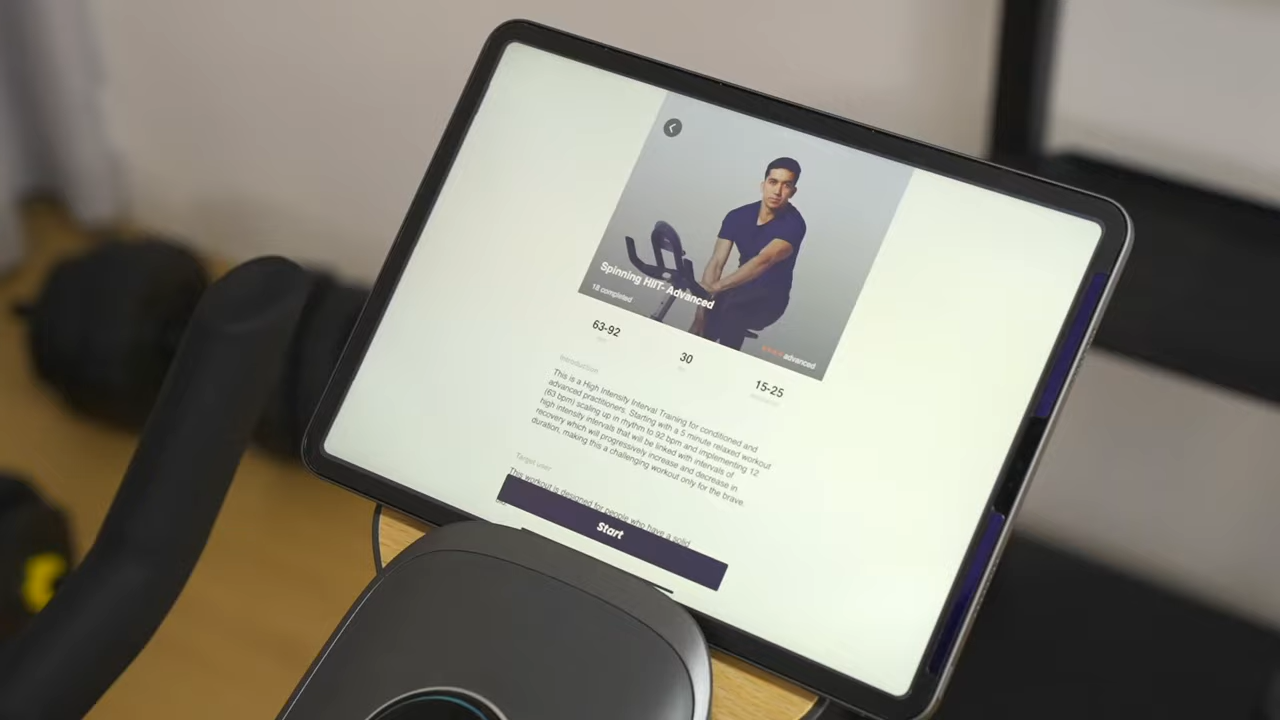 Spinning HIIT- Advanced
18 completed
advanced
63-92
30
15-25
Introduction
This is a High Intensity Interval Training for conditioned and
advanced practitioners. Starting with a 5 minute relaxed workout
(63 bpm) scaling up in rhythm to 92 bpm and implementing 12
high intensity intervals that will be linked with intervals of
recovery which will progressively increase and decrease in
duration, making this a challenging workout only for the brave.
Target user
This workout is designed for people who have a solid
Start